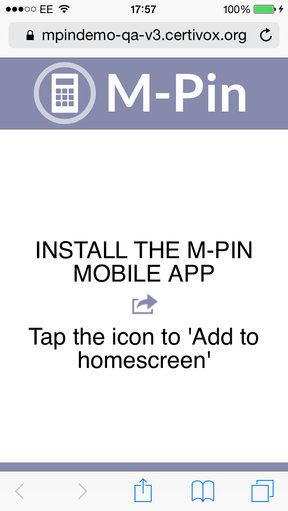 EE 17:57 100%
mpindemo-qa-v3.certivox.org
M-Pin
INSTALL THE M-PIN
MOBILE APP
Tap the icon to 'Add to
homescreen'